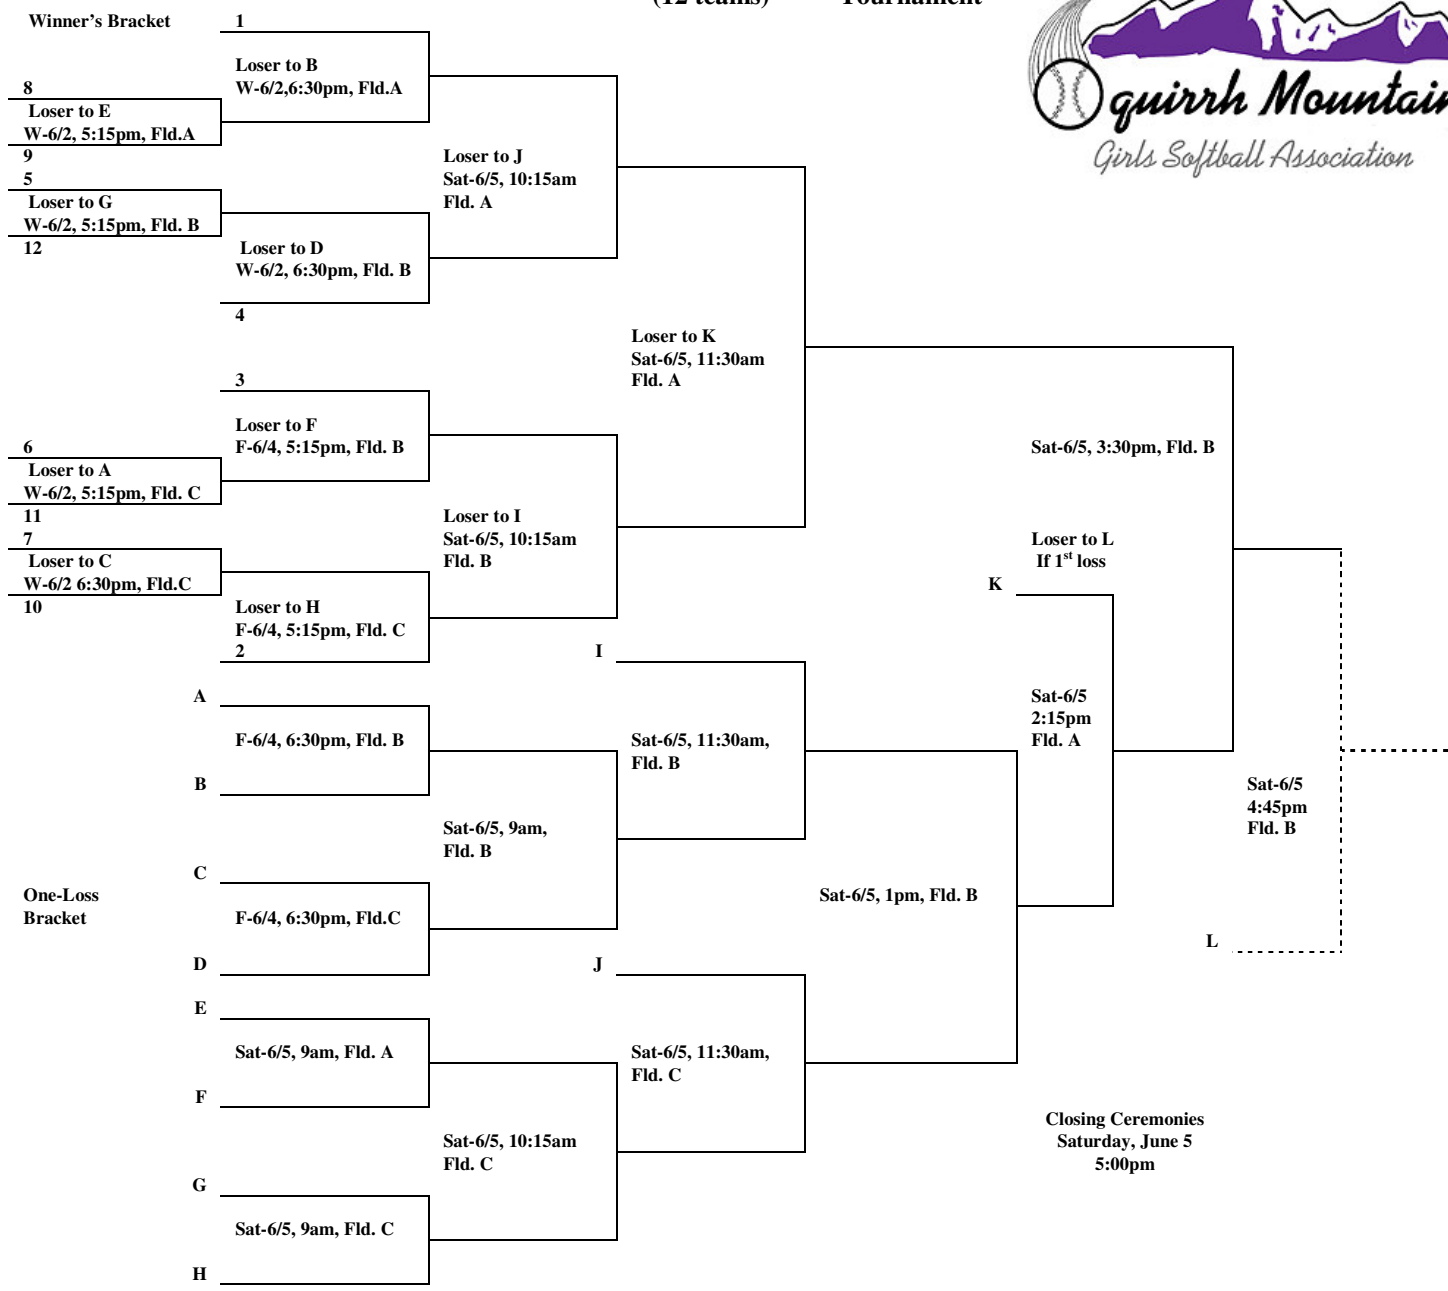 (12 teams) Tournament
quirrh Mountain
Girls Softball Association
Winner's Bracket
1
Loser to B
W-6/2,6:30pm, Fld.A
8
Loser to E
W-6/2, 5:15pm, Fld.A
9
5
Loser to G
W-6/2, 5:15pm, Fld. B
12
Loser to D
W-6/2, 6:30pm, Fld. B
4
Loser to J
Sat-6/5, 10:15am
Fld. A
Loser to K
Sat-6/5, 11:30am
Fld. A
3
Loser to F
F-6/4, 5:15pm, Fld. B
6
Loser to A
W-6/2, 5:15pm, Fld. C
11
7
Loser to C
W-6/2 6:30pm, Fld.C
10
Loser to H
F-6/4, 5:15pm, Fld. C
2
Loser to I
Sat-6/5, 10:15am
Fld. B
Sat-6/5, 3:30pm, Fld. B
Loser to L
If 1st loss
K
I
A
F-6/4, 6:30pm, Fld. B
B
Sat-6/5, 11:30am,
Fld. B
Sat-6/5
2:15pm
Fld. A
Sat-6/5
4:45pm
Fld. B
Sat-6/5, 9am,
Fld. B
C
One-Loss
Bracket
F-6/4, 6:30pm, Fld.C
D
Sat-6/5, 1pm, Fld. B
L
J
E
Sat-6/5, 9am, Fld. A
F
Sat-6/5, 11:30am,
Fld. C
Sat-6/5, 10:15am
Fld. C
G
Sat-6/5, 9am, Fld. C
H
Closing Ceremonies
Saturday, June 5
5:00pm